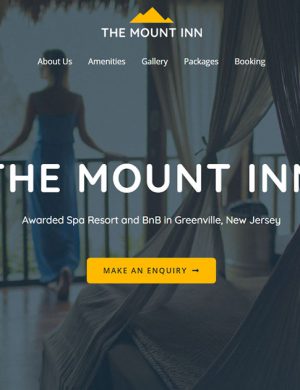 THE MOUNT INN
About Us Amenities Gallery Packages Booking
THE MOUNT INN
Awarded Spa Resort and BnB in Greenville, New Jersey
MAKE AN ENQUIRY →